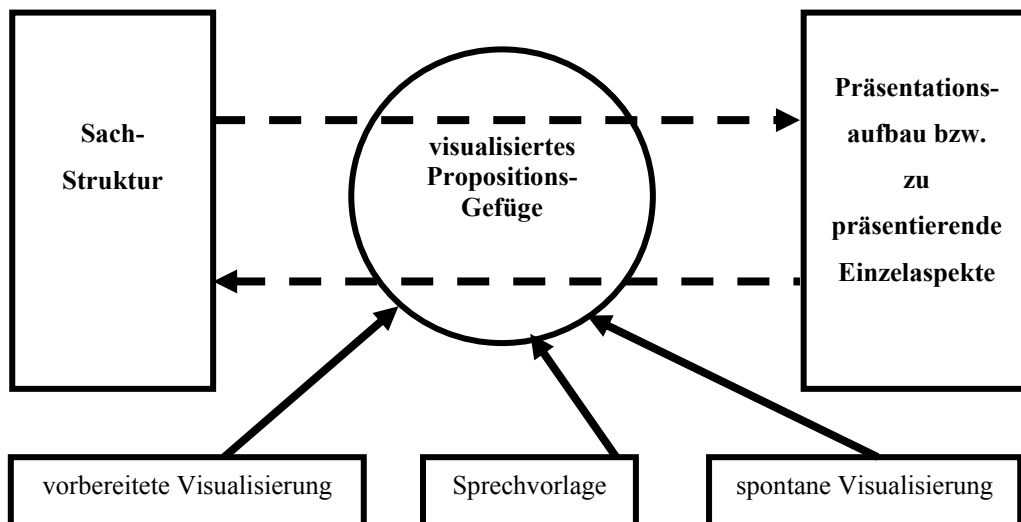 Sach-
Struktur
visualisiertes
Propositions-
Gefüge
Präsentations-
aufbau bzw.
zu
präsentierende
Einzelaspekte
vorbereitete Visualisierung
Sprechvorlage
spontane Visualisierung